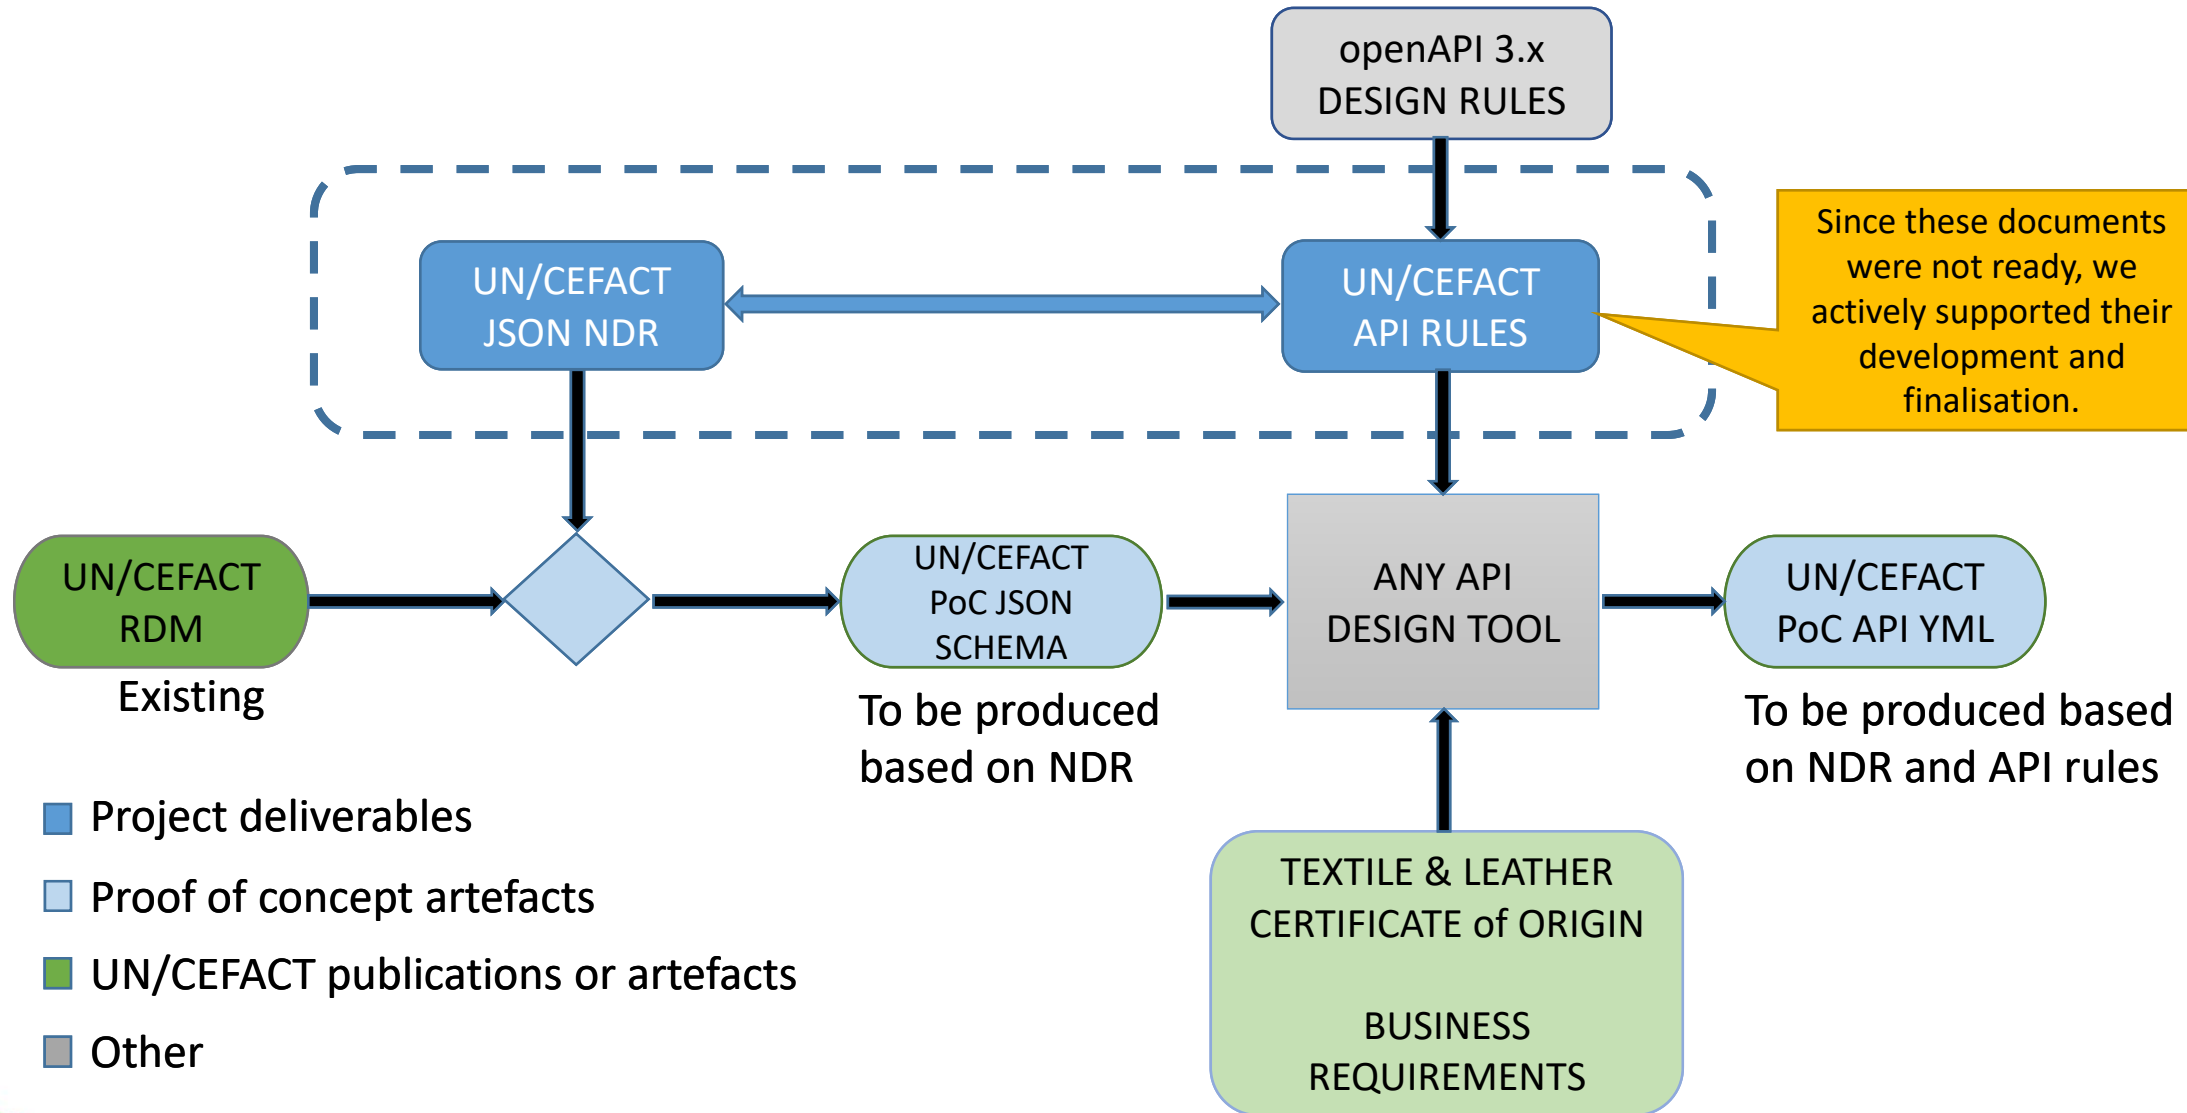 openAPI 3.x
DESIGN RULES
UN/CEFACT
JSON NDR
UN/CEFACT
API RULES
Since these documents
were not ready, we
actively supported their
development and
finalisation.
UN/CEFACT
RDM
Existing
UN/CEFACT
PoC JSON
SCHEMA
To be produced
based on NDR
ANY API
DESIGN TOOL
UN/CEFACT
PoC API YML
To be produced based
on NDR and API rules
Project deliverables
Proof of concept artefacts
UN/CEFACT publications or artefacts
Other
TEXTILE & LEATHER
CERTIFICATE of ORIGIN
BUSINESS
REQUIREMENTS